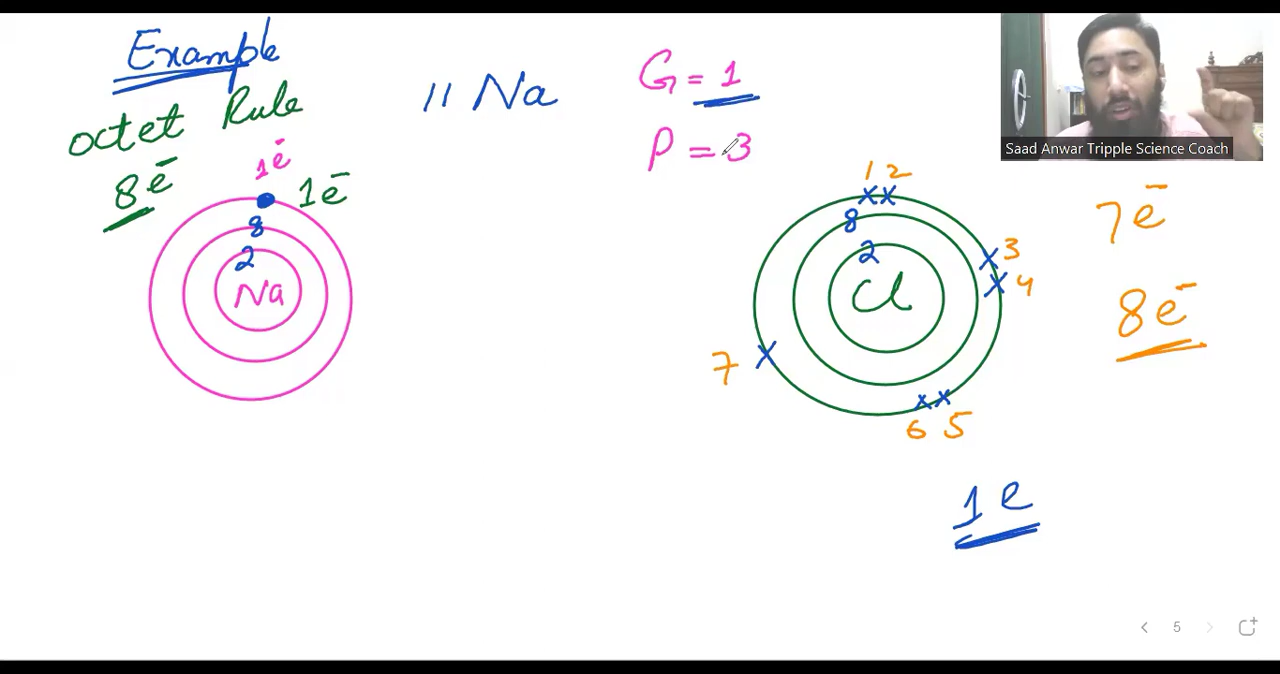 Example
octet Rule
8e⁻
1e⁻
1e⁻
8
2
Na
11 Na
G = 1
P = 3
1 2
8
2
Cl
3
4
7
6 5
7e⁻
8e⁻
1e
Saad Anwar Tripple Science Coach
5